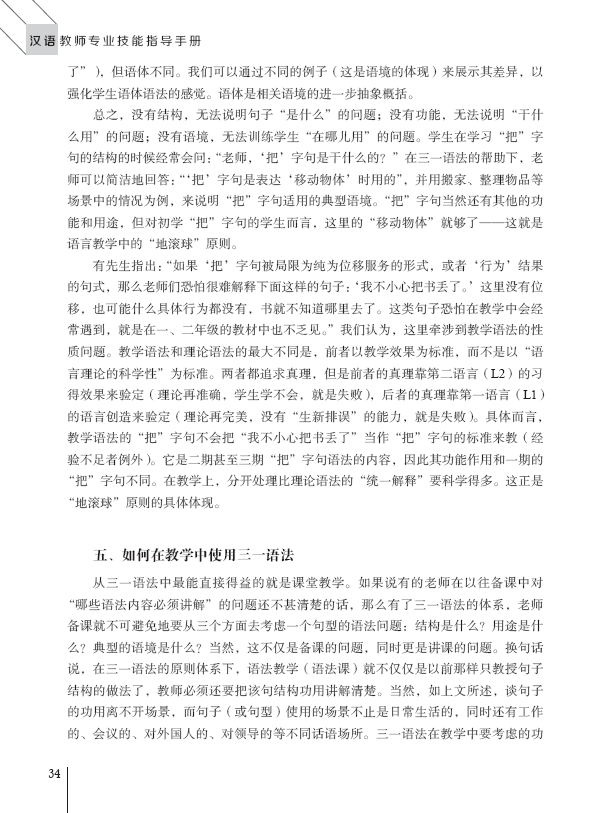 汉语教师专业技能指导手册
了”），但语体不同。我们可以通过不同的例子（这是语境的体现）来展示其差异，以
强化学生语体语法的感觉。语体是相关语境的进一步抽象概括。
总之，没有结构，无法说明句子“是什么”的问题；没有功能，无法说明“干什
么用”的问题；没有语境，无法训练学生“在哪儿用”的问题。学生在学习“把”字
句的结构的时候经常会问：“老师，‘把’字句是干什么的？”在三一语法的帮助下，老
师可以简洁地回答：“‘把’字句是表达‘移动物体’时用的”，并用搬家、整理物品等
场景中的情况为例，来说明“把”字句适用的典型语境。“把”字句当然还有其他的功
能和用途，但对初学“把”字句的学生而言，这里的“移动物体”就够了——这就是
语言教学中的“地滚球”原则。
有先生指出：“如果‘把’字句被局限为纯为位移服务的形式，或者‘行为’结果
的句式，那么老师们恐怕很难解释下面这样的句子：‘我不小心把书丢了。’这里没有位
移，也可能什么具体行为都没有，书就不知道哪里去了。这类句子恐怕在教学中会经
常遇到，就是在一、二年级的教材中也不乏见。”我们认为，这里牵涉到教学语法的性
质问题。教学语法和理论语法的最大不同是，前者以教学效果为标准，而不是以“语
言理论的科学性”为标准。两者都追求真理，但是前者的真理靠第二语言（L2）的习
得效果来验定（理论再准确，学生学不会，就是失败），后者的真理靠第一语言（L1）
的语言创造来验定（理论再完美，没有“生新排误”的能力，就是失败）。具体而言，
教学语法的“把”字句不会把“我不小心把书丢了”当作“把”字句的标准来教（经
验不足者例外）。它是二期甚至三期“把”字句语法的内容，因此其功能作用和一期的
“把”字句不同。在教学上，分开处理比理论语法的“统一解释”要科学得多。这正是
“地滚球”原则的具体体现。
五、如何在教学中使用三一语法
从三一语法中最能直接得益的就是课堂教学。如果说有的老师在以往备课中对
“哪些语法内容必须讲解”的问题还不甚清楚的话，那么有了三一语法的体系，老师
备课就不可避免地要从三个方面去考虑一个句型的语法问题：结构是什么？用途是什
么？典型的语境是什么？当然，这不仅是备课的问题，同时更是讲课的问题。换句话
说，在三一语法的原则体系下，语法教学（语法课）就不仅仅是以前那样只教授句子
结构的做法了，教师必须还要把该句结构功用讲解清楚。当然，如上文所述，谈句子
的功用离不开场景，而句子（或句型）使用的场景不止是日常生活的，同时还有工作
的、会议的、对外国人的、对领导的等不同话语场所。三一语法在教学中要考虑的功
34